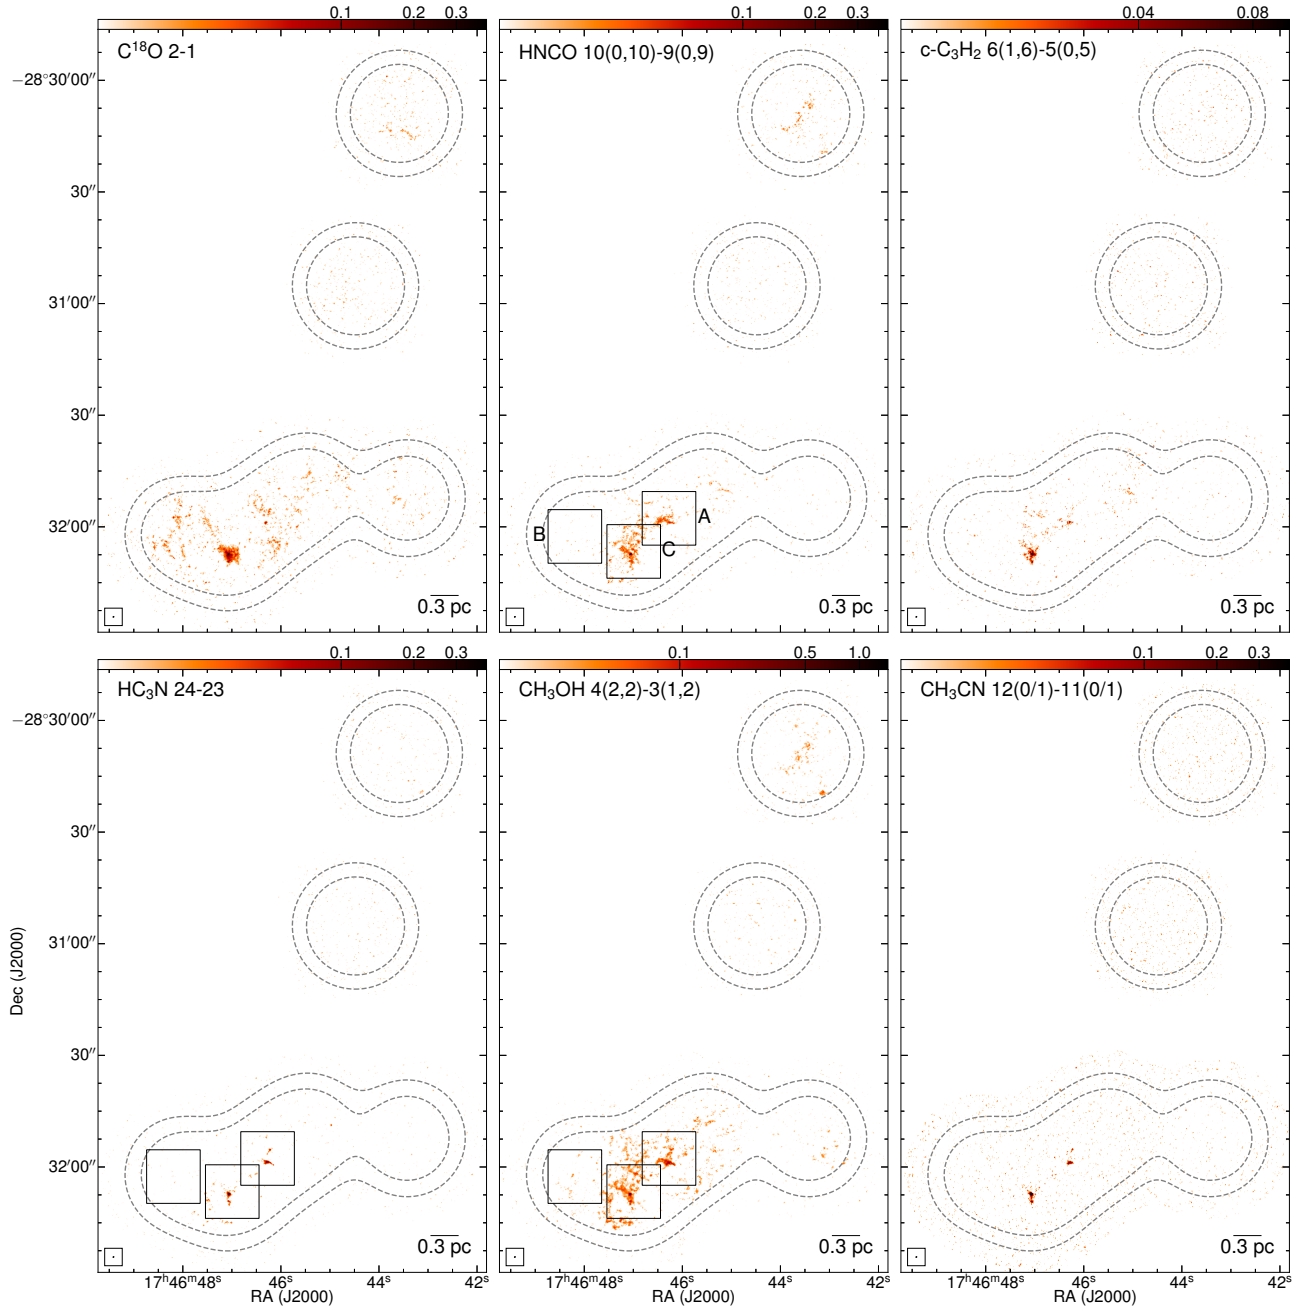 0.1 0.2 0.3
0.1 0.2 0.3
0.04 0.08
C¹⁸O 2-1
HNCO 10(0,10)-9(0,9)
c-C₃H₂ 6(1,6)-5(0,5)
−28°30′00″
30″
31′00″
30″
32′00″
B
A
C
0.3 pc
0.3 pc
0.3 pc
0.1 0.2 0.3
0.1 0.5 1.0
0.1 0.2 0.3
HC₃N 24-23
CH₃OH 4(2,2)-3(1,2)
CH₃CN 12(0/1)-11(0/1)
−28°30′00″
30″
31′00″
30″
32′00″
Dec (J2000)
0.3 pc
0.3 pc
0.3 pc
17ʰ46ᵐ48ˢ 46ˢ 44ˢ 42ˢ
17ʰ46ᵐ48ˢ 46ˢ 44ˢ 42ˢ
17ʰ46ᵐ48ˢ 46ˢ 44ˢ 42ˢ
RA (J2000)
RA (J2000)
RA (J2000)